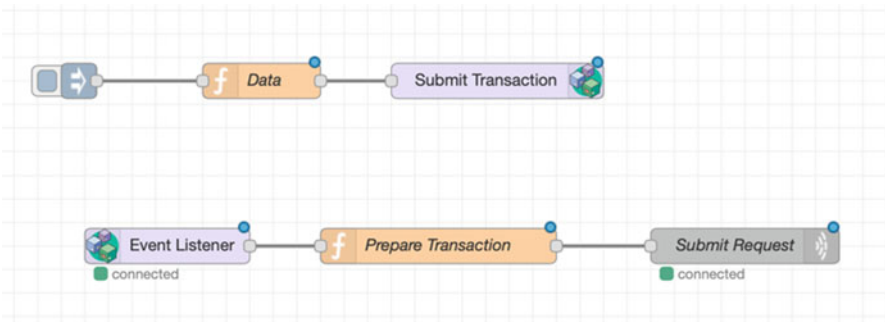 Data
Submit Transaction
Event Listener
Prepare Transaction
Submit Request
connected
connected